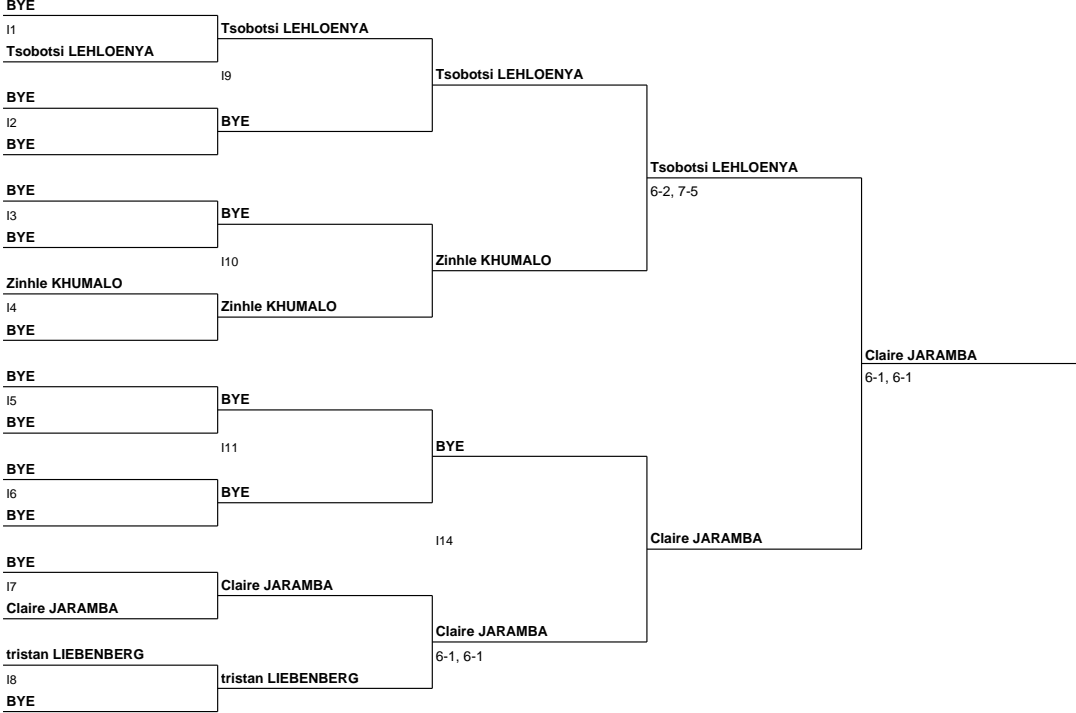 BYE
I1
Tsobotsi LEHLOENYA
BYE
I2
BYE
BYE
I3
BYE
Zinhle KHUMALO
I4
BYE
BYE
I5
BYE
BYE
I6
BYE
BYE
I7
Claire JARAMBA
tristan LIEBENBERG
I8
BYE
Tsobotsi LEHLOENYA
I9
BYE
BYE
I10
Zinhle KHUMALO
BYE
I11
BYE
Claire JARAMBA
tristan LIEBENBERG
Tsobotsi LEHLOENYA
Zinhle KHUMALO
BYE
I14
Claire JARAMBA
6-1, 6-1
Tsobotsi LEHLOENYA
6-2, 7-5
Claire JARAMBA
Claire JARAMBA
6-1, 6-1